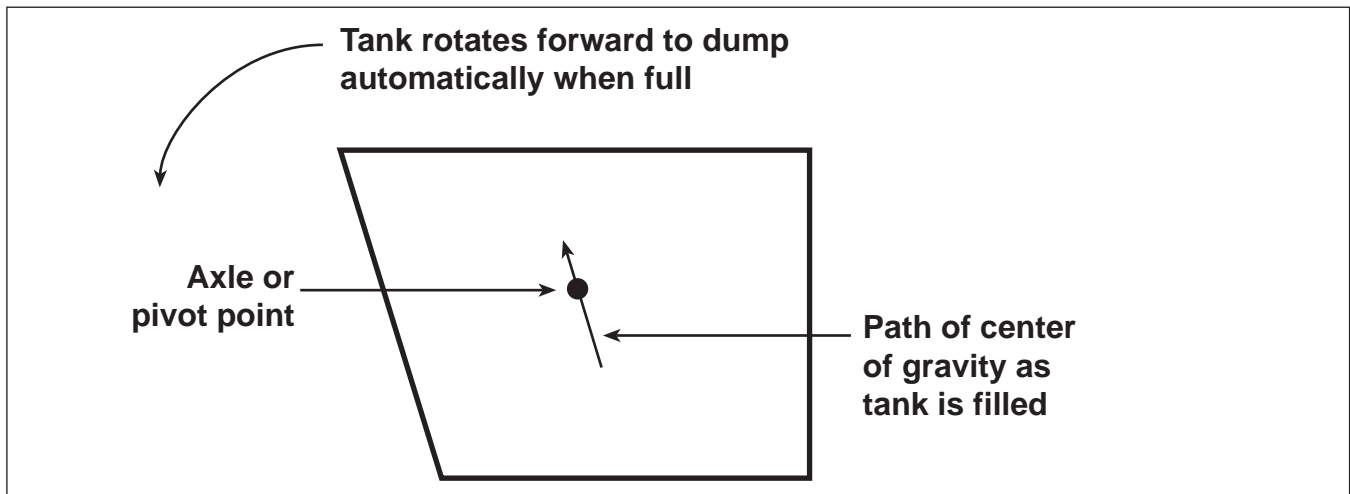 Tank rotates forward to dump
automatically when full
Axle or
pivot point
Path of center
of gravity as
tank is filled